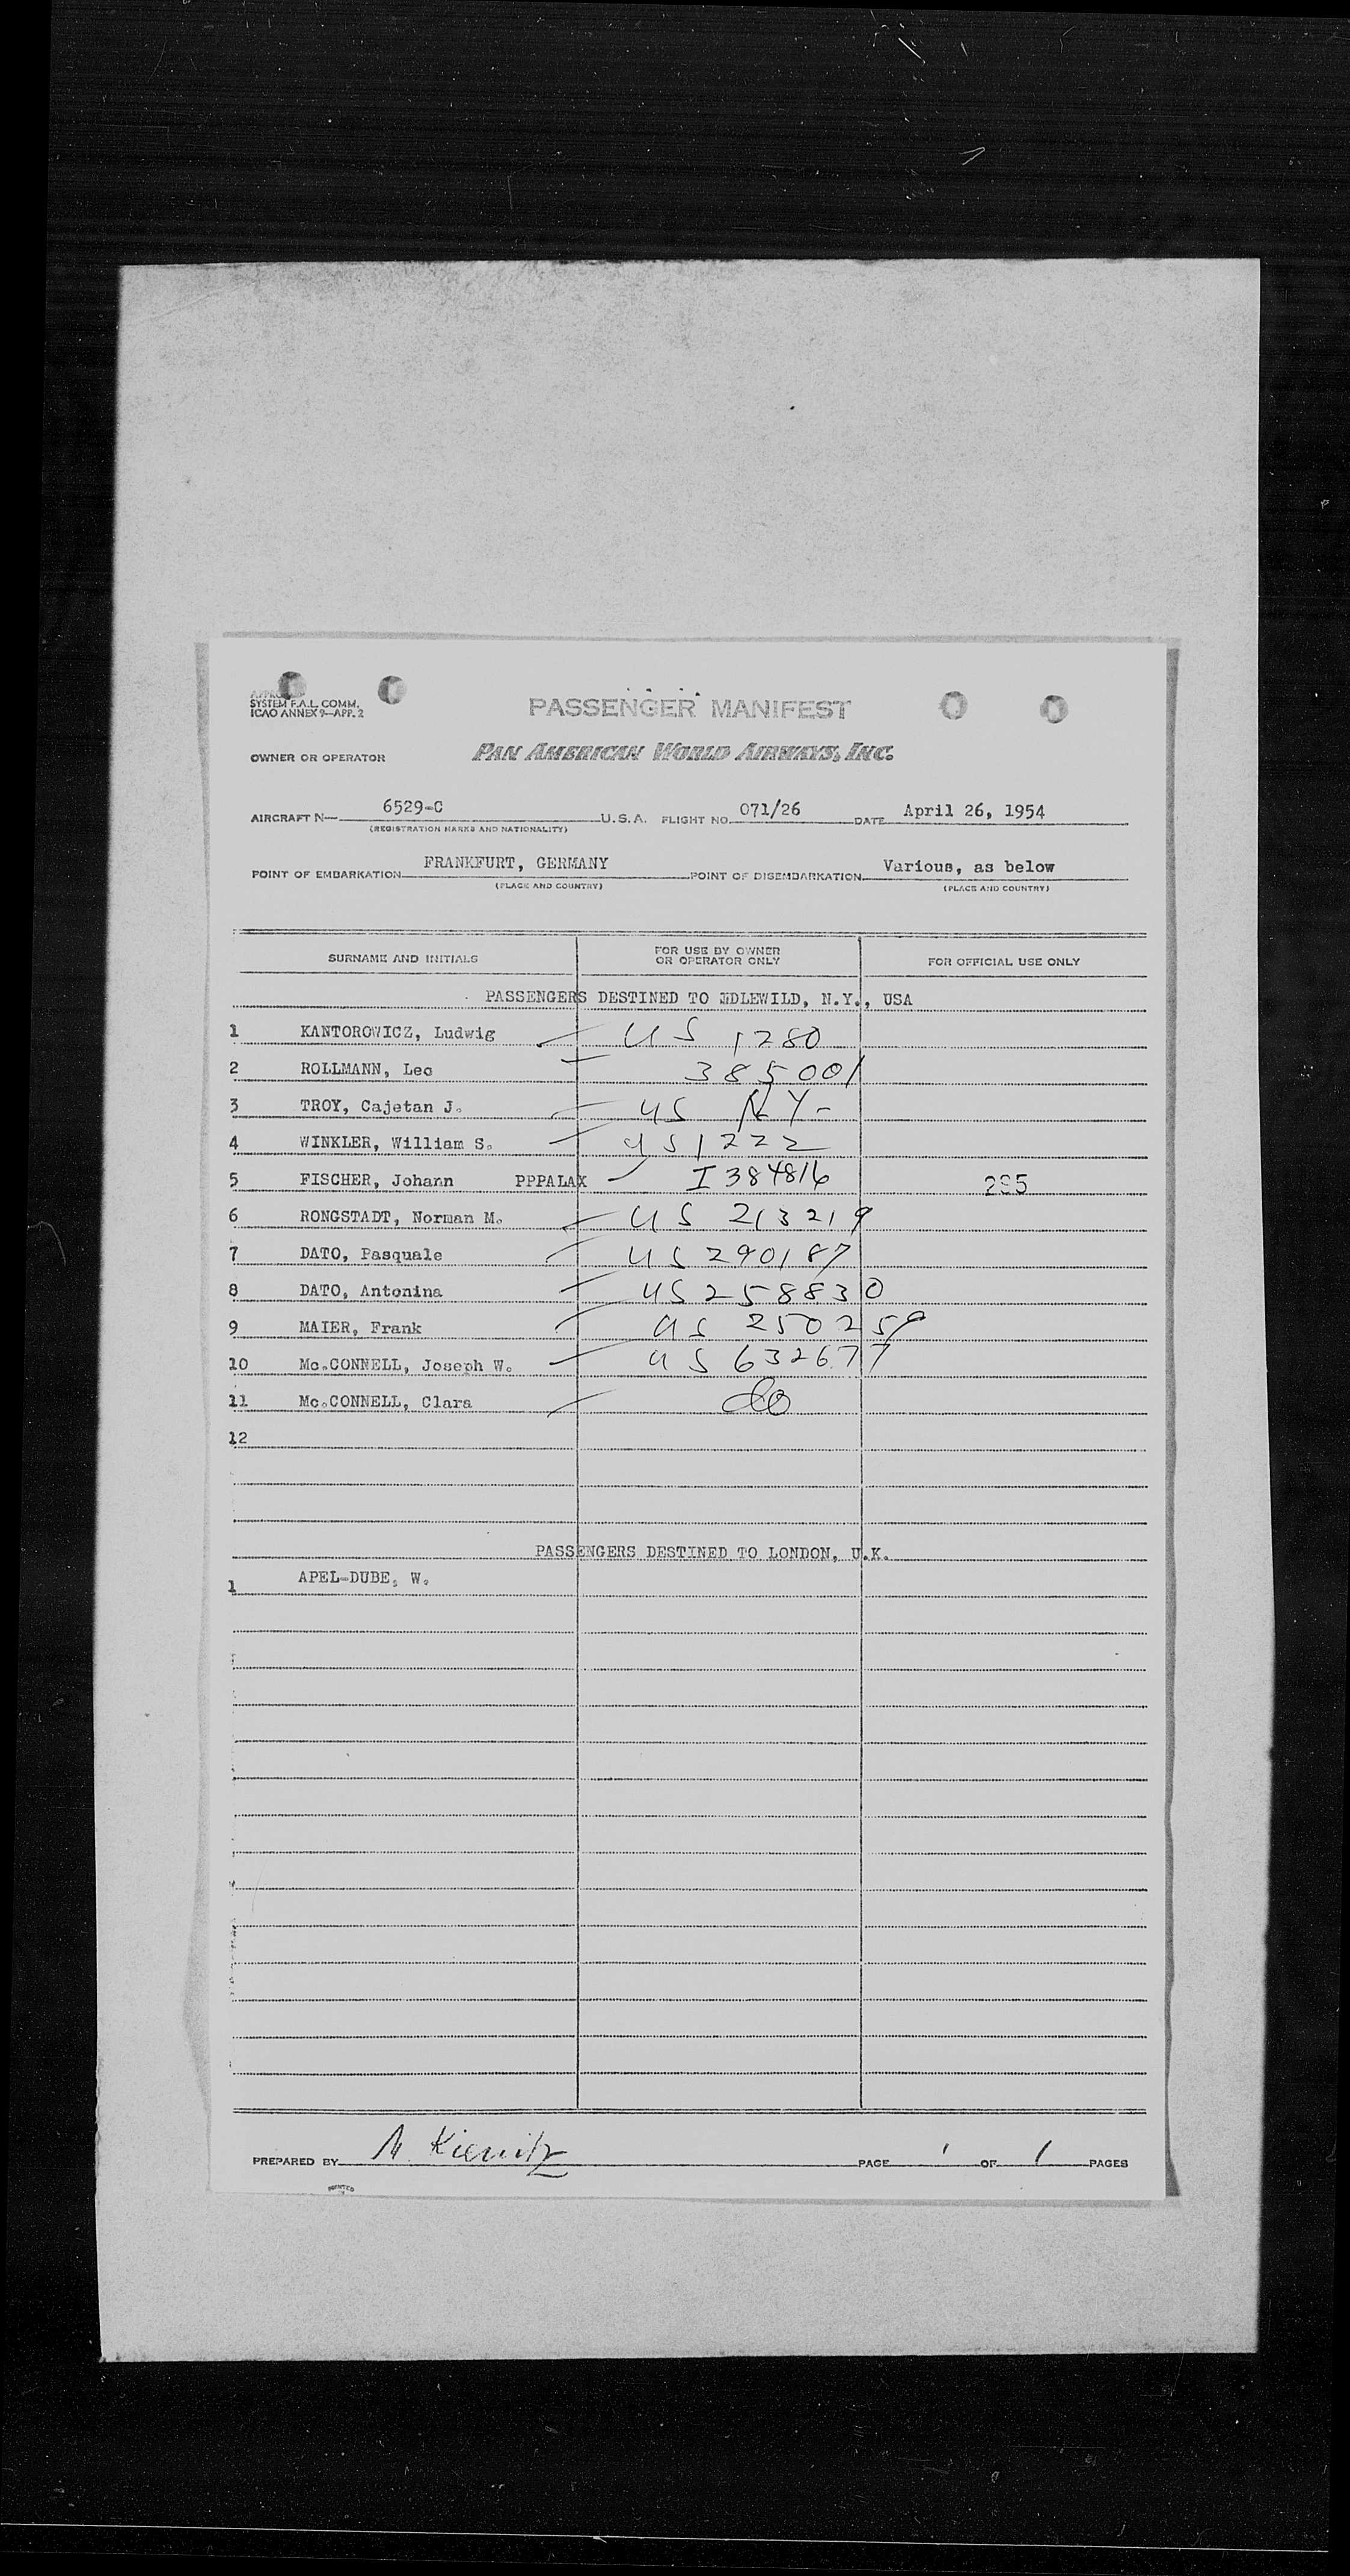 SYSTEM F.A.L. COMM.
ICAO ANNEX 9—APP. 2
PASSENGER MANIFEST
OWNER OR OPERATOR PAN AMERICAN WORLD AIRWAYS, INC.
AIRCRAFT N— 6529-C U.S.A. FLIGHT NO. 071/26 DATE April 26, 1954
(REGISTRATION MARKS AND NATIONALITY)
POINT OF EMBARKATION FRANKFURT, GERMANY POINT OF DISEMBARKATION Various, as below
(PLACE AND COUNTRY) (PLACE AND COUNTRY)
SURNAME AND INITIALS FOR USE BY OWNER OR OPERATOR ONLY FOR OFFICIAL USE ONLY
PASSENGERS DESTINED TO IDLEWILD, N.Y., USA
1 KANTOROWICZ, Ludwig US 1280
2 ROLLMANN, Leo 385001
3 TROY, Cajetan J. US NY-
4 WINKLER, William S. US 1222
5 FISCHER, Johann PPPALAX I 384816 285
6 RONGSTADT, Norman M. US 213219
7 DATO, Pasquale US 290187
8 DATO, Antonina US 258830
9 MAIER, Frank US 250259
10 Mc.CONNELL, Joseph W. US 632677
11 Mc.CONNELL, Clara do
12
PASSENGERS DESTINED TO LONDON, U.K.
1 APEL-DUBE, W.
PREPARED BY PAGE 1 OF 1 PAGES
PRINTED